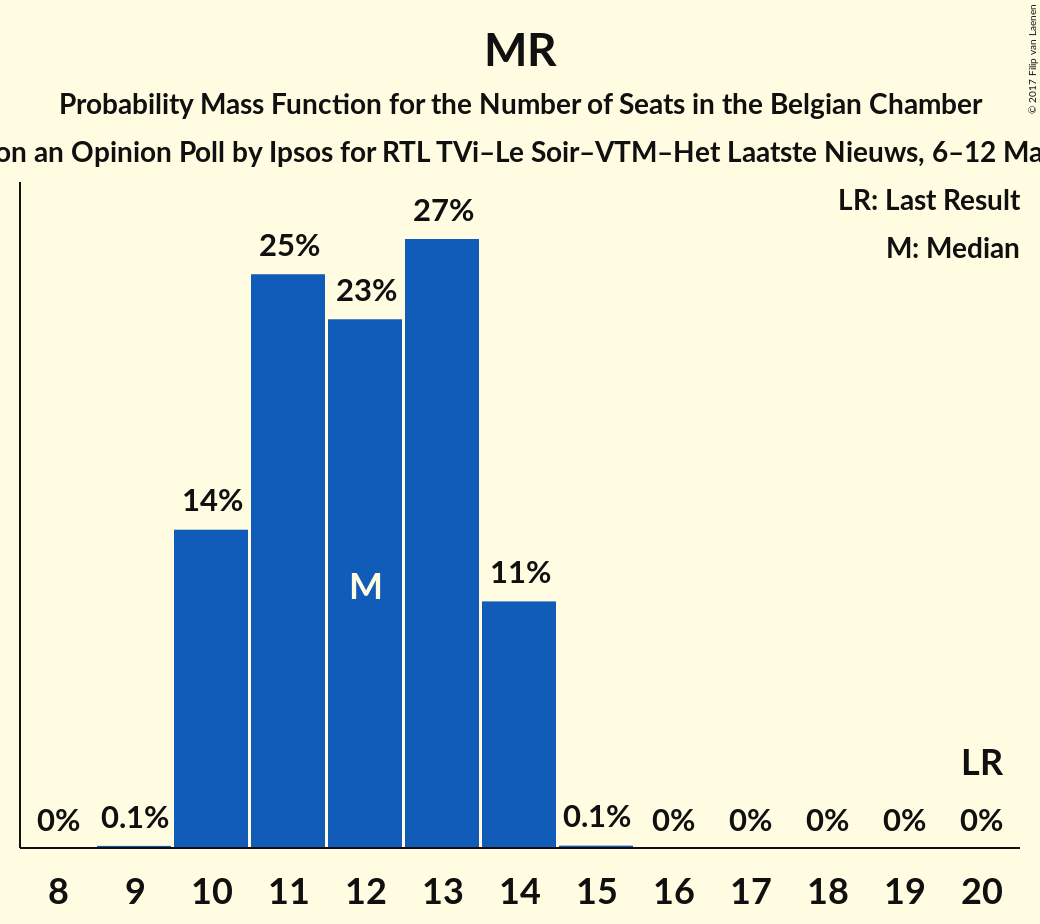 MR
Probability Mass Function for the Number of Seats in the Belgian Chamber
on an Opinion Poll by Ipsos for RTL TVi–Le Soir–VTM–Het Laatste Nieuws, 6–12 Ma
© 2017 Filip van Laenen
LR: Last Result
M: Median
27%
25%
23%
14%
11%
M
LR
0% 0.1% 0.1% 0% 0% 0% 0% 0%
8 9 10 11 12 13 14 15 16 17 18 19 20